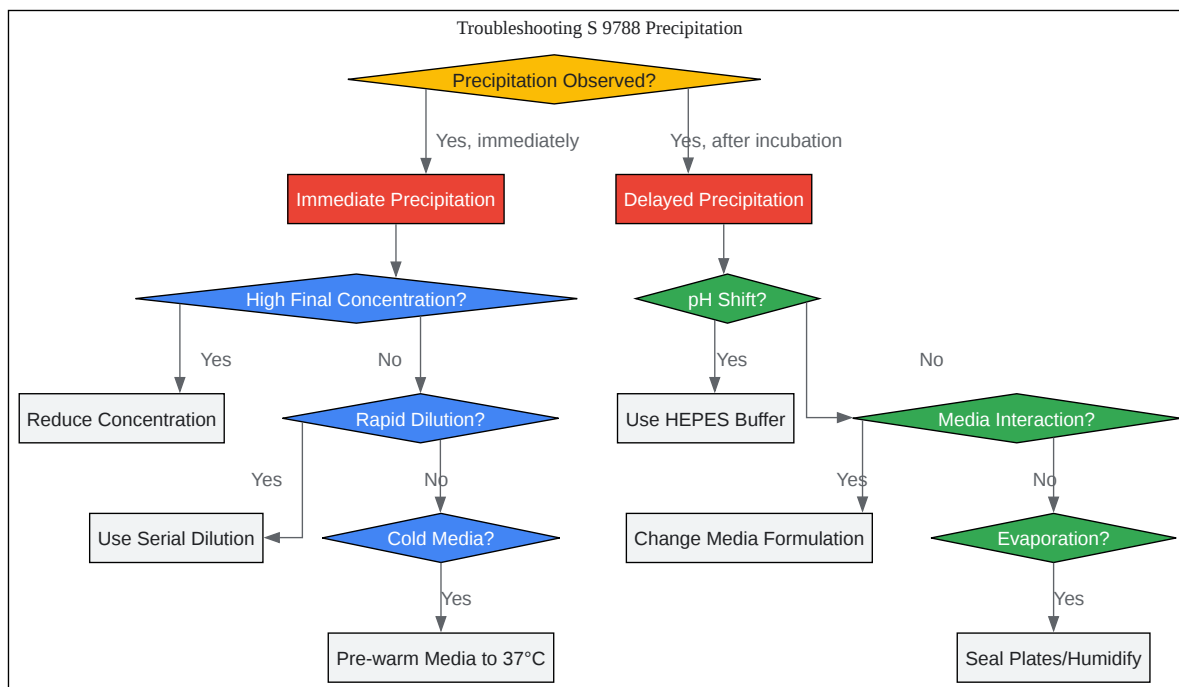 Troubleshooting S 9788 Precipitation
Precipitation Observed?
Yes, immediately
Yes, after incubation
Immediate Precipitation
Delayed Precipitation
High Final Concentration?
pH Shift?
Yes
No
Yes
No
Reduce Concentration
Rapid Dilution?
Use HEPES Buffer
Media Interaction?
Yes
No
Yes
No
Use Serial Dilution
Cold Media?
Change Media Formulation
Evaporation?
Yes
Yes
Pre-warm Media to 37°C
Seal Plates/Humidify